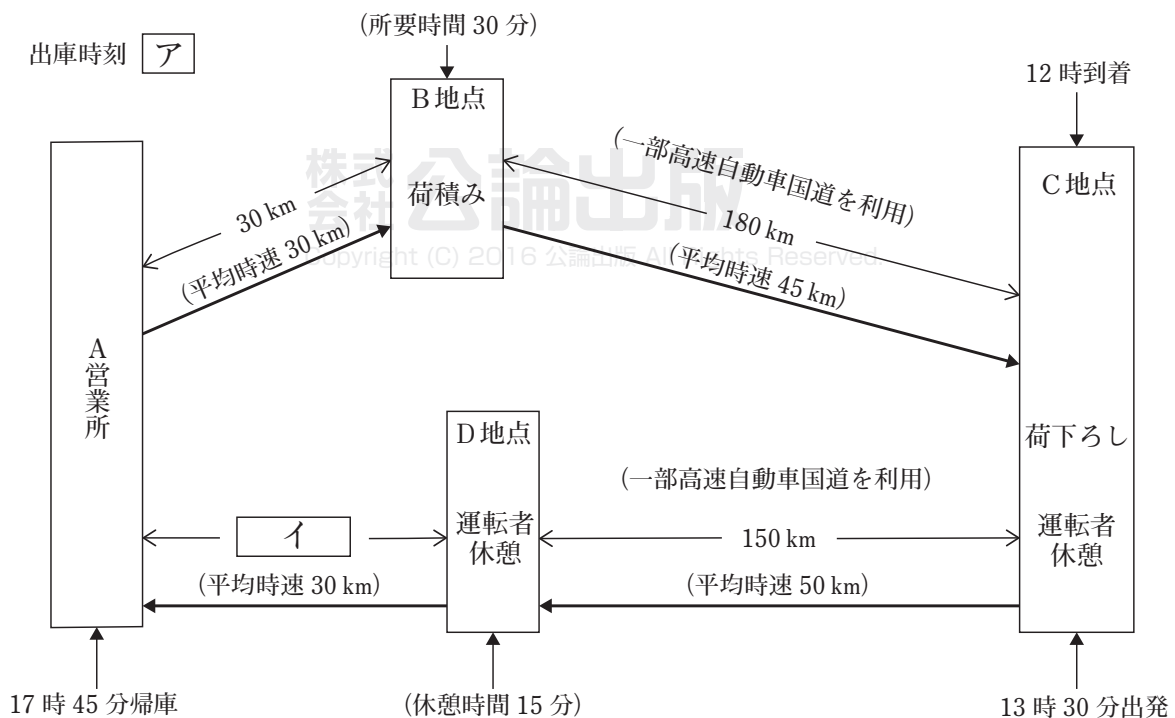 出庫時刻 ア
(所要時間 30 分)
B地点
荷積み
12 時到着
C地点
荷下ろし
運転者
休憩
(一部高速自動車国道を利用)
180 km
(平均時速 45 km)
30 km
(平均時速 30 km)
株式会社 公論出版
Copyright (C) 2016 公論出版 All Rights Reserved.
A営業所
D地点
運転者
休憩
(一部高速自動車国道を利用)
イ
150 km
(平均時速 30 km)
(平均時速 50 km)
17 時 45 分帰庫
(休憩時間 15 分)
13 時 30 分出発